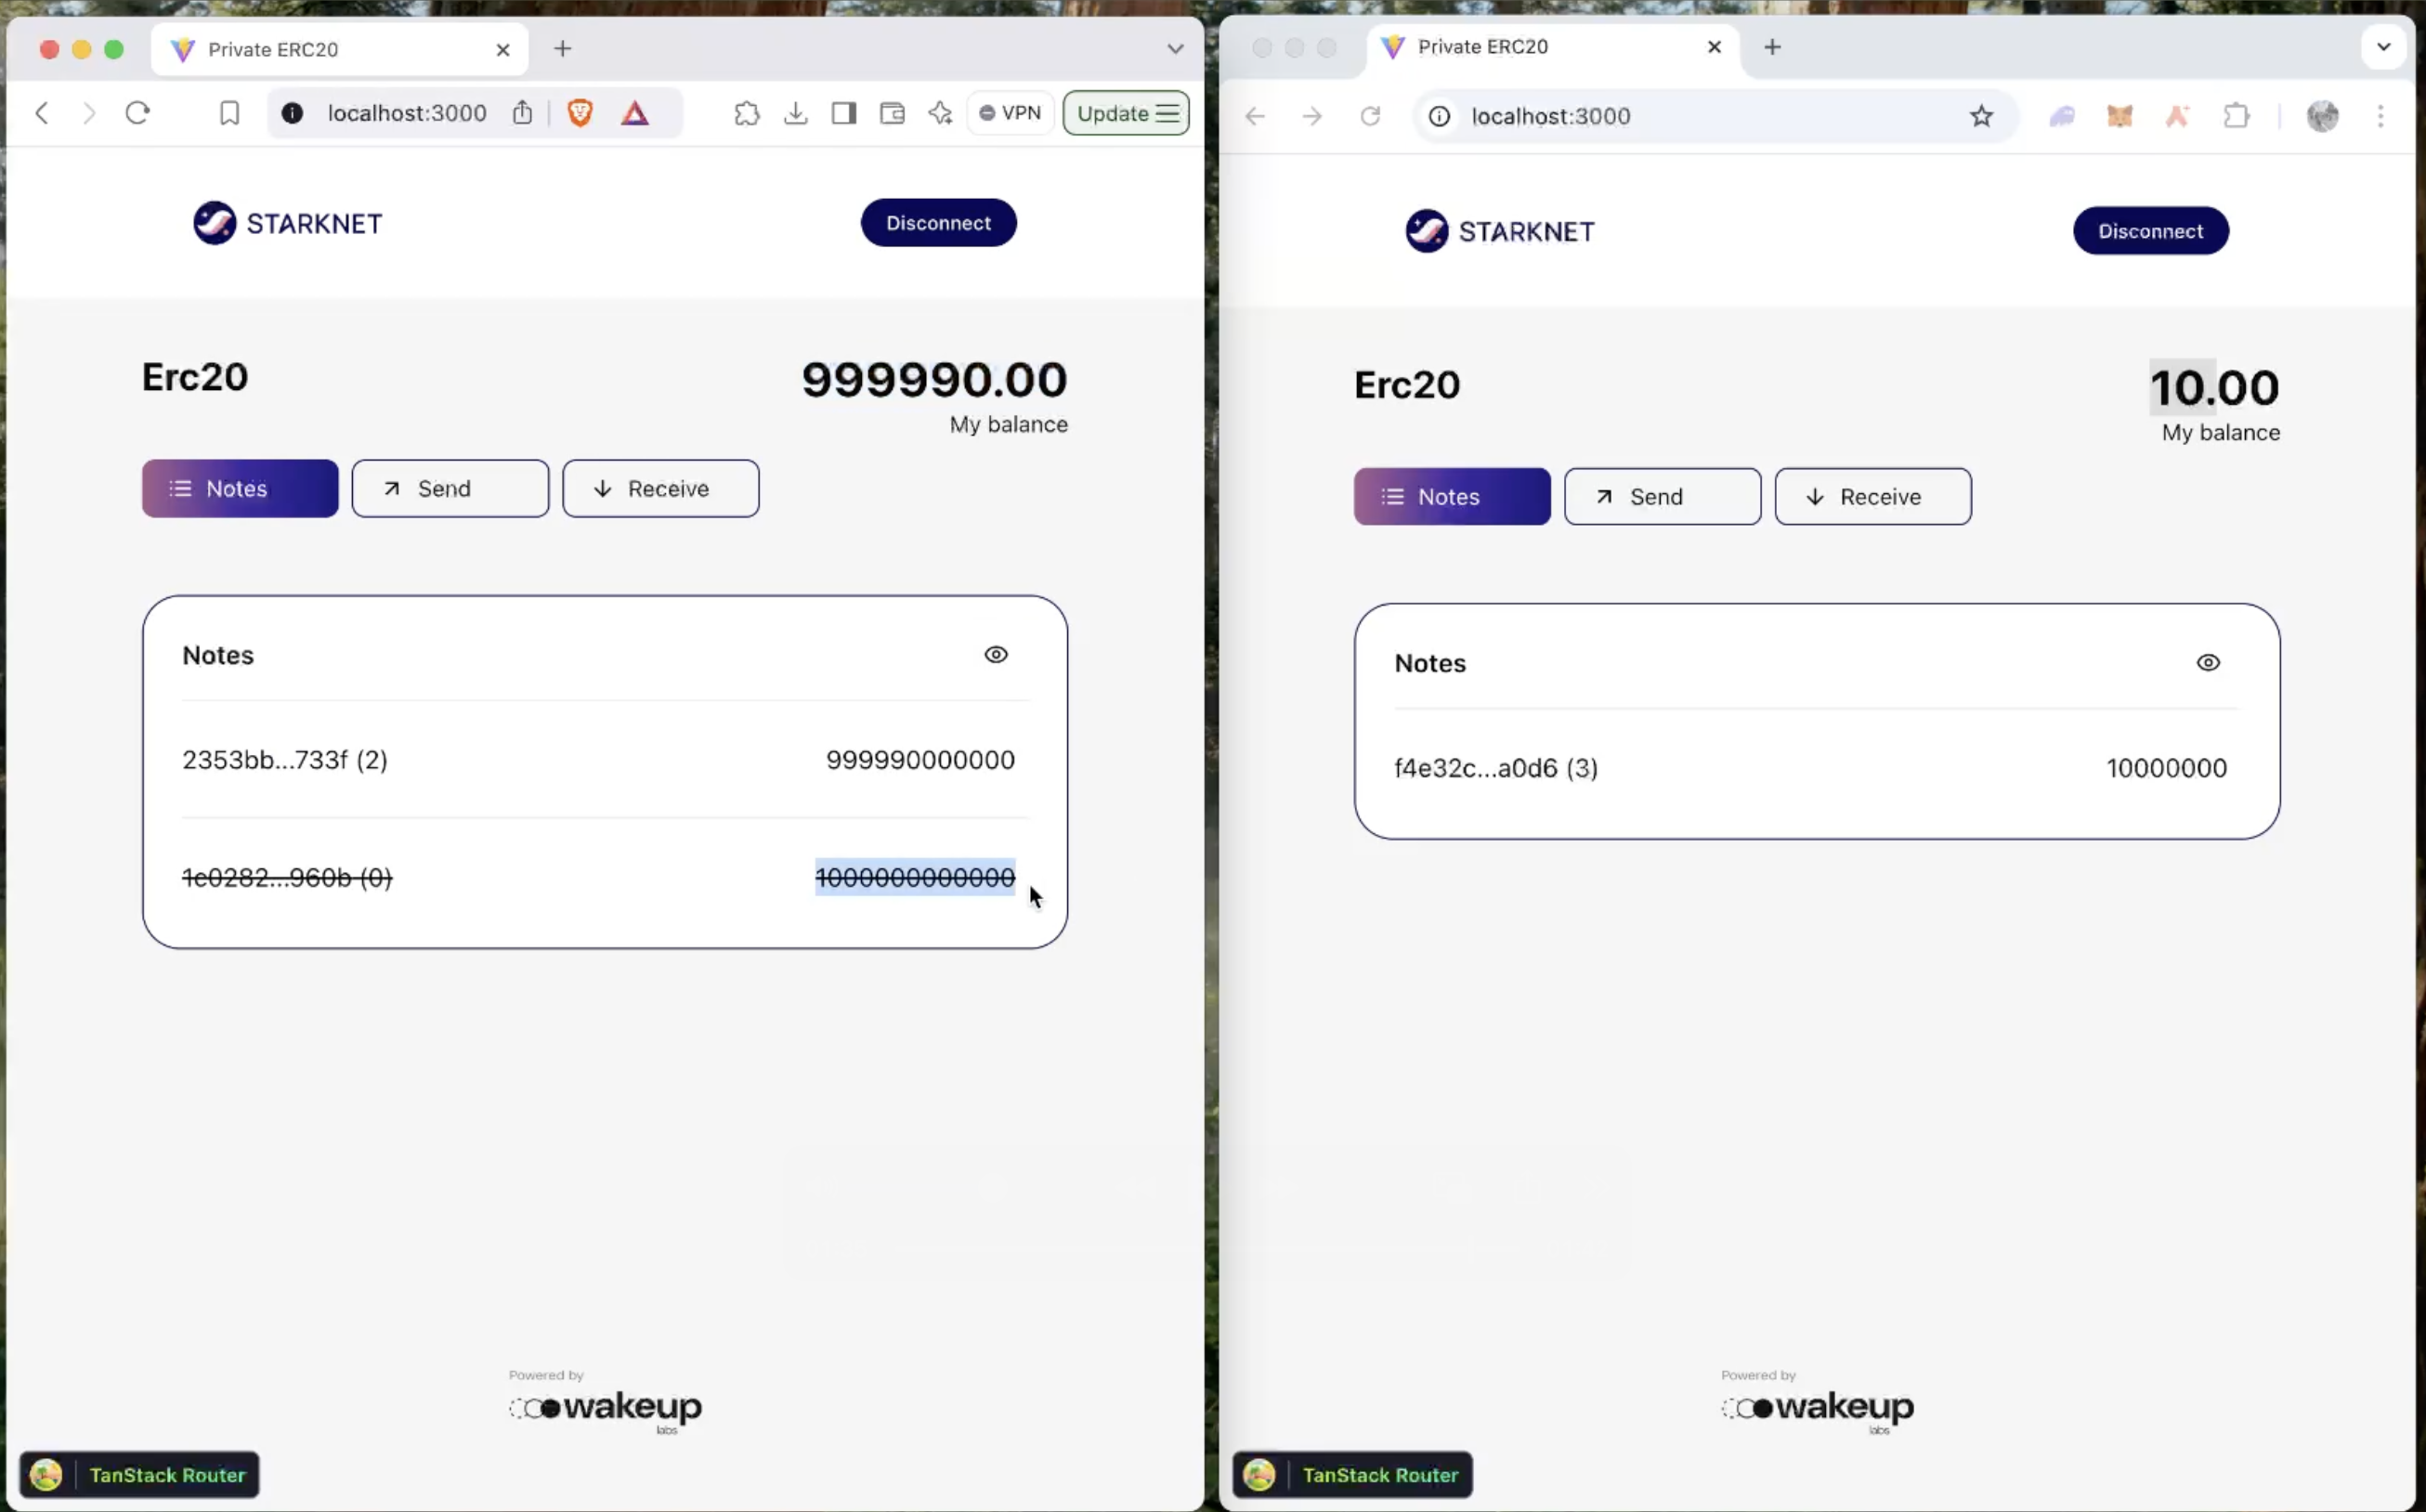 Private ERC20
localhost:3000
VPN
Update
STARKNET
Disconnect
Erc20
999990.00
My balance
Notes
Send
Receive
Notes
2353bb...733f (2)
999990000000
1c0282...960b (0)
1000000000000
Powered by
wakeup
labs
TanStack Router
Private ERC20
localhost:3000
STARKNET
Disconnect
Erc20
10.00
My balance
Notes
Send
Receive
Notes
f4e32c...a0d6 (3)
10000000
Powered by
wakeup
labs
TanStack Router